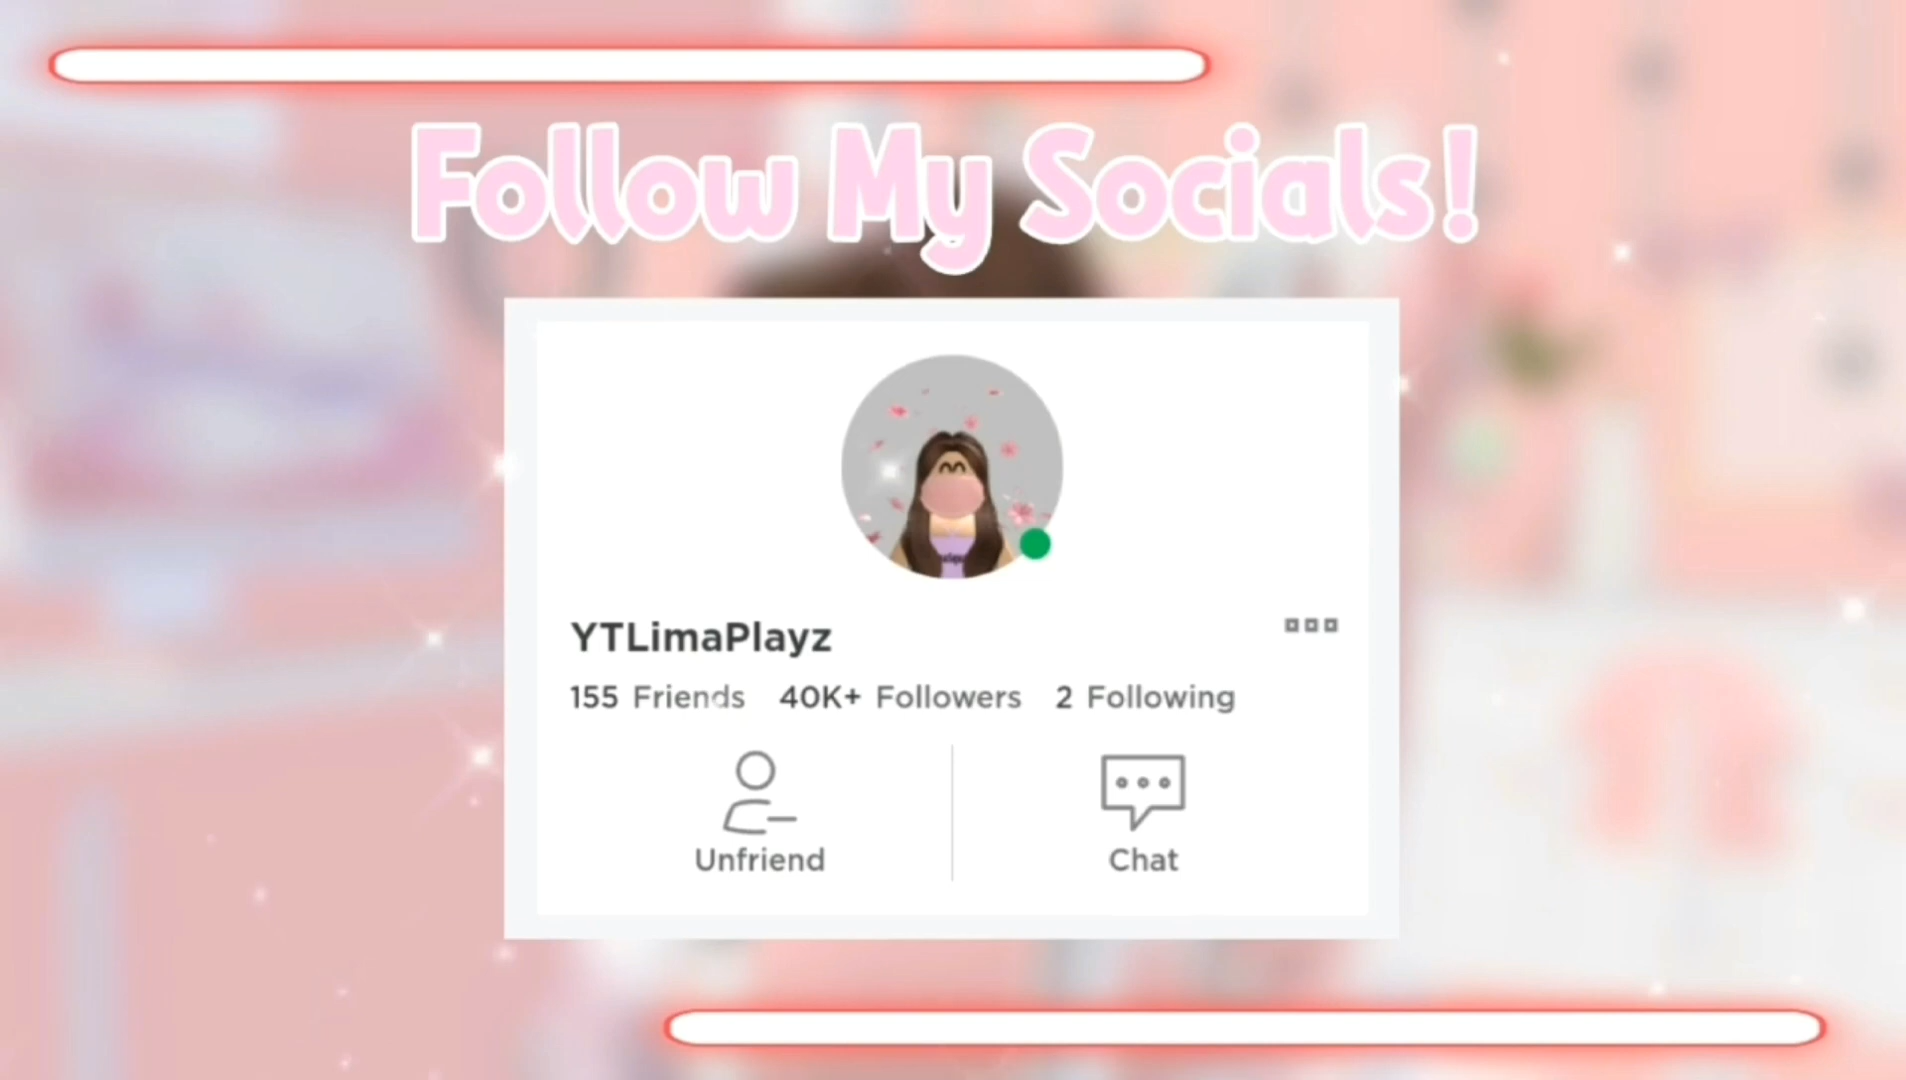 Follow My Socials!
YTLimaPlayz
155 Friends 40K+ Followers 2 Following
Unfriend Chat